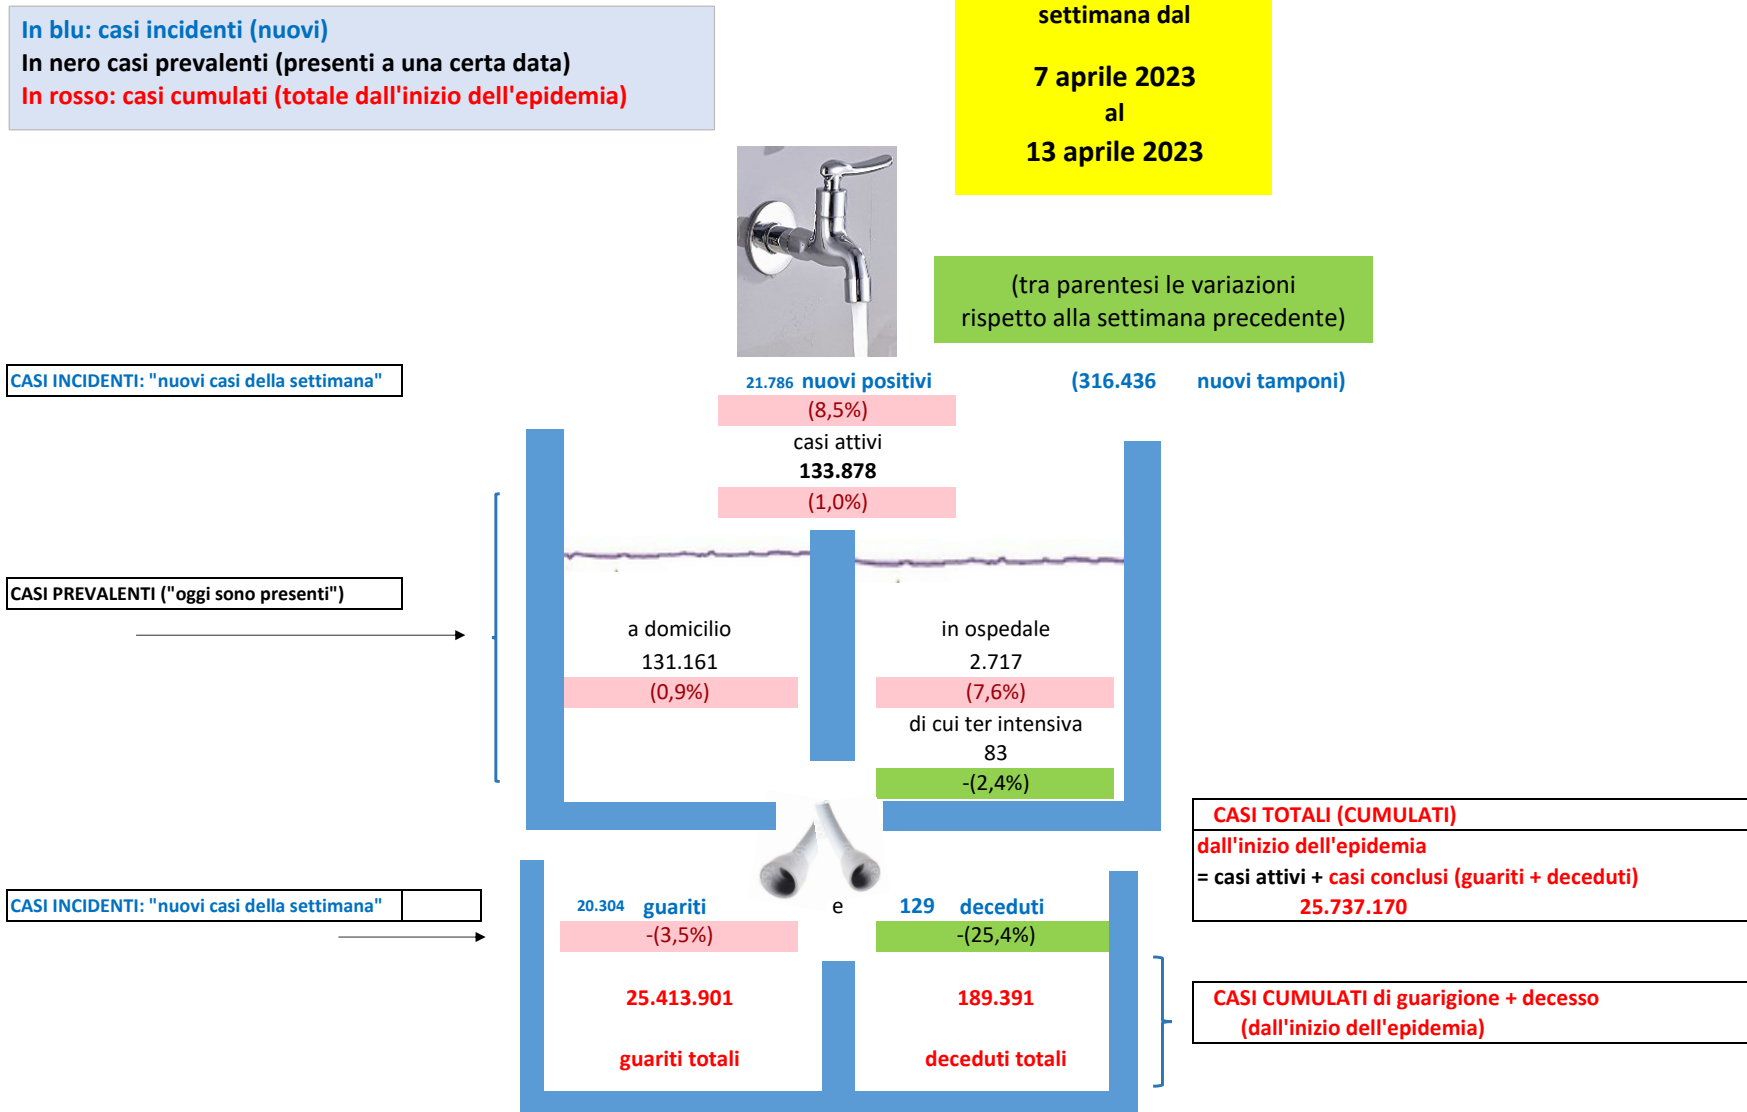 In blu: casi incidenti (nuovi)
In nero casi prevalenti (presenti a una certa data)
In rosso: casi cumulati (totale dall'inizio dell'epidemia)
settimana dal
7 aprile 2023
al
13 aprile 2023
(tra parentesi le variazioni
rispetto alla settimana precedente)
CASI INCIDENTI: "nuovi casi della settimana"
21.786 nuovi positivi
(316.436 nuovi tamponi)
(8,5%)
casi attivi
133.878
(1,0%)
CASI PREVALENTI ("oggi sono presenti")
a domicilio
131.161
(0,9%)
in ospedale
2.717
(7,6%)
di cui ter intensiva
83
-(2,4%)
CASI TOTALI (CUMULATI)
dall'inizio dell'epidemia
= casi attivi + casi conclusi (guariti + deceduti)
25.737.170
CASI INCIDENTI: "nuovi casi della settimana"
20.304 guariti
e
129 deceduti
-(3,5%)
-(25,4%)
25.413.901
189.391
guariti totali
deceduti totali
CASI CUMULATI di guarigione + decesso
(dall'inizio dell'epidemia)